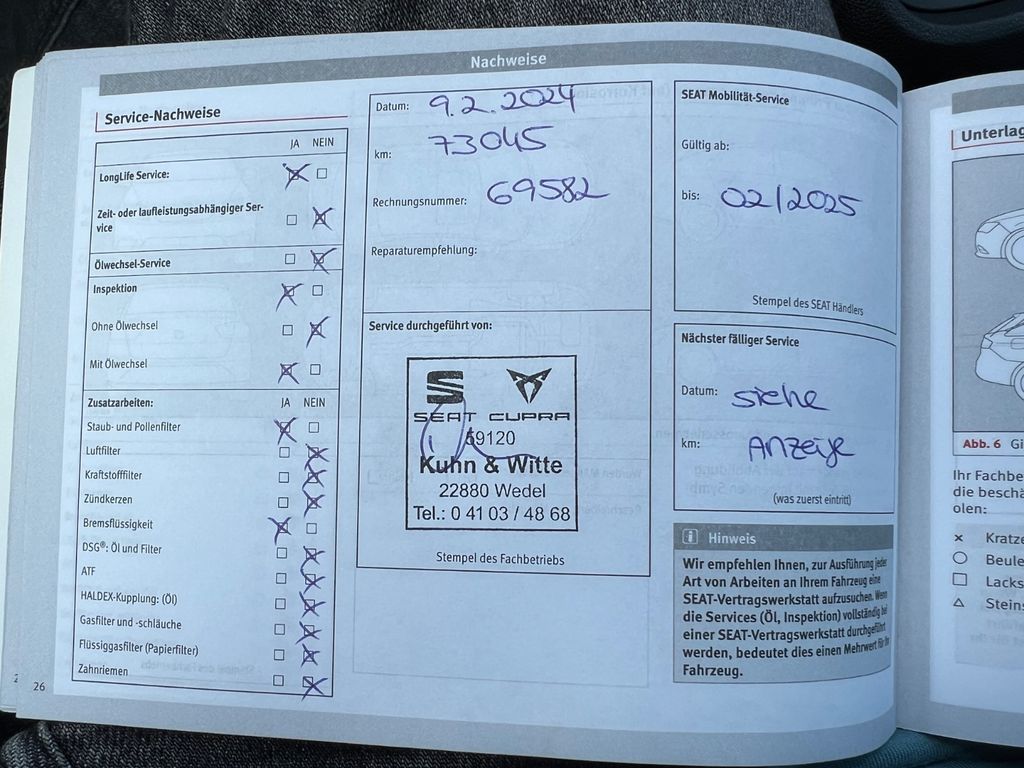 Nachweise
Service-Nachweise
JA NEIN
LongLife Service:
Zeit- oder laufleistungsabhängiger Ser-
vice
Ölwechsel-Service
Inspektion
Ohne Ölwechsel
Mit Ölwechsel
Zusatzarbeiten: JA NEIN
Staub- und Pollenfilter
Luftfilter
Kraftstofffilter
Zündkerzen
Bremsflüssigkeit
DSG®: Öl und Filter
ATF
HALDEX-Kupplung: (Öl)
Gasfilter und -schläuche
Flüssiggasfilter (Papierfilter)
Zahnriemen
26
Datum: 9.2.2024
km: 73045
Rechnungsnummer: 69582
Reparaturempfehlung:
Service durchgeführt von:
SEAT CUPRA
59120
Kuhn & Witte
22880 Wedel
Tel.: 0 41 03 / 48 68
Stempel des Fachbetriebs
SEAT Mobilität-Service
Gültig ab:
bis: 02/2025
Stempel des SEAT Händlers
Nächster fälliger Service
Datum: siehe
km: Anzeige
(was zuerst eintritt)
i Hinweis
Wir empfehlen Ihnen, zur Ausführung jeder
Art von Arbeiten an Ihrem Fahrzeug eine
SEAT-Vertragswerkstatt aufzusuchen. Wenn
die Services (Öl, Inspektion) vollständig bei
einer SEAT-Vertragswerkstatt durchgeführt
werden, bedeutet dies einen Mehrwert für Ihr
Fahrzeug.
Unterlag
Abb. 6 Gi
Ihr Fachbe
die beschä
olen:
Kratze
Beule
Lacks
Steins